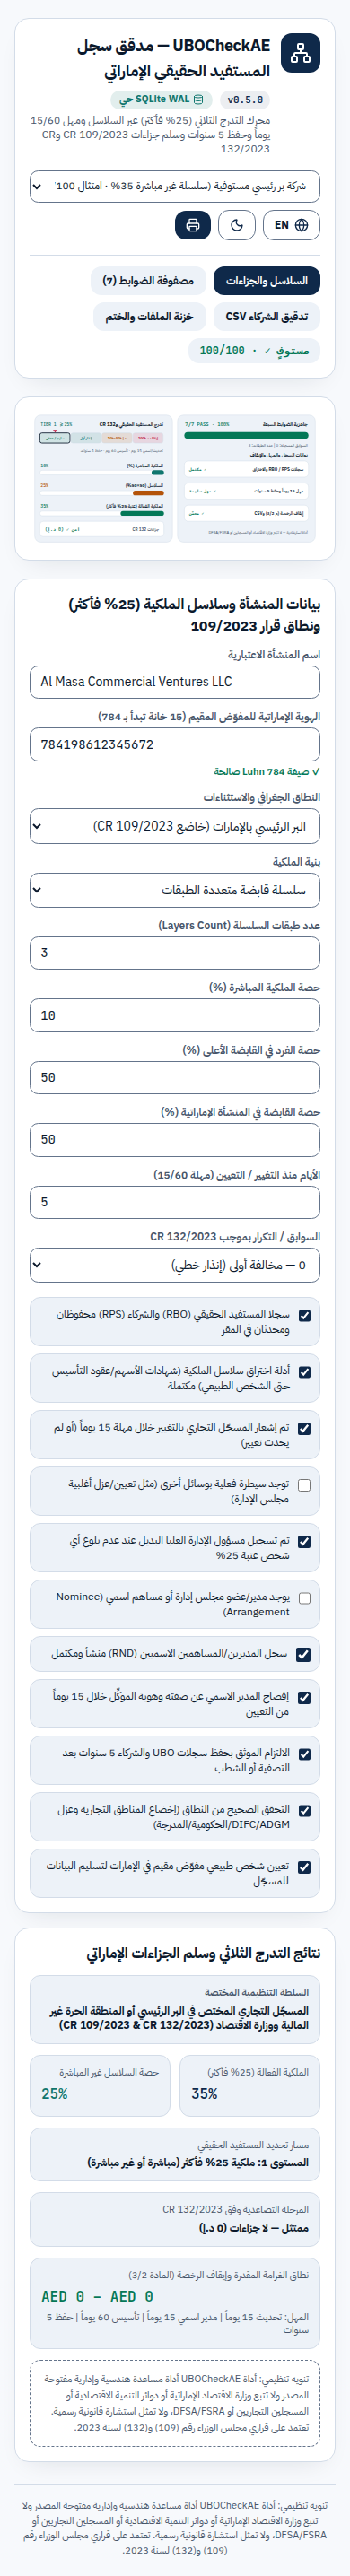 UBOCheckAE — مدقق سجل
المستفيد الحقيقي الإماراتي
v0.5.0
SQLite WAL حي
محرك التدرج الثلاثي (25% فأكثر) عبر السلاسل ومهل 15/60
يوماً وحفظ 5 سنوات وسلم جزاءات CR 109/2023 وCR
132/2023
شركة بر رئيسي مستوفية (سلسلة غير مباشرة 35% · امتثال 100
EN
السلاسل والجزاءات
مصفوفة الضوابط (7)
تدقيق الشركاء CSV
خزنة الملفات والختم
مستوفٍ ✓ · 100/100
7/7 PASS · 100%
بيانات المنشأة وسلاسل الملكية (25% فأكثر)
ونطاق قرار 109/2023
اسم المنشأة الاعتبارية
Al Masa Commercial Ventures LLC
الهوية الإماراتية للمفوّض المقيم (15 خانة تبدأ بـ 784)
784198612345672
✓ صيغة 784 Luhn صالحة
النطاق الجغرافي والاستثناءات
البر الرئيسي بالإمارات (خاضع CR 109/2023)
بنية الملكية
سلسلة قابضة متعددة الطبقات
عدد طبقات السلسلة (Layers Count)
3
حصة الملكية المباشرة (%)
10
حصة الفرد في القابضة الأعلى (%)
50
حصة القابضة في المنشأة الإماراتية (%)
50
الأيام منذ التغيير / التعيين (مهلة 15/60)
5
السوابق / التكرار بموجب CR 132/2023
0 — مخالفة أولى (إنذار خطي)
سجلا المستفيد الحقيقي (RBO) والشركاء (RPS) محفوظان
ومحدثان في المقر
أدلة اختراق سلاسل الملكية (شهادات الأسهم/عقود التأسيس
حتى الشخص الطبيعي) مكتملة
تم إشعار المسجّل التجاري بالتغيير خلال مهلة 15 يوماً (أو لم
يحدث تغيير)
توجد سيطرة فعلية بوسائل أخرى (مثل تعيين/عزل أغلبية
مجلس الإدارة)
تم تسجيل مسؤول الإدارة العليا البديل عند عدم بلوغ أي
شخص عتبة 25%
يوجد مدير/عضو مجلس إدارة أو مساهم اسمي (Nominee
Arrangement)
سجل المديرين/المساهمين الاسميين (RND) منشأ ومكتمل
إفصاح المدير الاسمي عن صفته وهوية الموكّل خلال 15 يوماً
من التعيين
الالتزام الموثق بحفظ سجلات UBO والشركاء 5 سنوات بعد
التصفية أو الشطب
التحقق الصحيح من النطاق (إخضاع المناطق التجارية وعزل
DIFC/ADGM/الحكومية/المدرجة)
تعيين شخص طبيعي مفوّض مقيم في الإمارات لتسليم البيانات
للمسجّل
نتائج التدرج الثلاثي وسلم الجزاءات الإماراتي
السلطة التنظيمية المختصة
المسجّل التجاري المختص في البر الرئيسي أو المنطقة الحرة غير
المالية ووزارة الاقتصاد (CR 109/2023 & CR 132/2023)
الملكية الفعالة (25% فأكثر)
35%
حصة السلاسل غير المباشرة
25%
مسار تحديد المستفيد الحقيقي
المستوى 1: ملكية 25% فأكثر (مباشرة أو غير مباشرة)
المرحلة التصاعدية وفق CR 132/2023
ممتثل — لا جزاءات (0 د.إ)
نطاق الغرامة المقدرة وإيقاف الرخصة (المادة 3/2)
AED 0 – AED 0
المهل: تحديث 15 يوماً | مدير اسمي 15 يوماً | تأسيس 60 يوماً | حفظ 5
سنوات
تنويه تنظيمي: أداة UBOCheckAE أداة مساعدة هندسية وإدارية مفتوحة
المصدر ولا تتبع وزارة الاقتصاد الإماراتية أو دوائر التنمية الاقتصادية أو
المسجلين التجاريين أو DFSA/FSRA، ولا تمثل استشارة قانونية رسمية.
تعتمد على قراري مجلس الوزراء رقم (109) و(132) لسنة 2023.
تنويه تنظيمي: أداة UBOCheckAE أداة مساعدة هندسية وإدارية مفتوحة المصدر ولا
تتبع وزارة الاقتصاد الإماراتية أو دوائر التنمية الاقتصادية أو المسجلين التجاريين أو
DFSA/FSRA، ولا تمثل استشارة قانونية رسمية. تعتمد على قراري مجلس الوزراء رقم
(109) و(132) لسنة 2023.